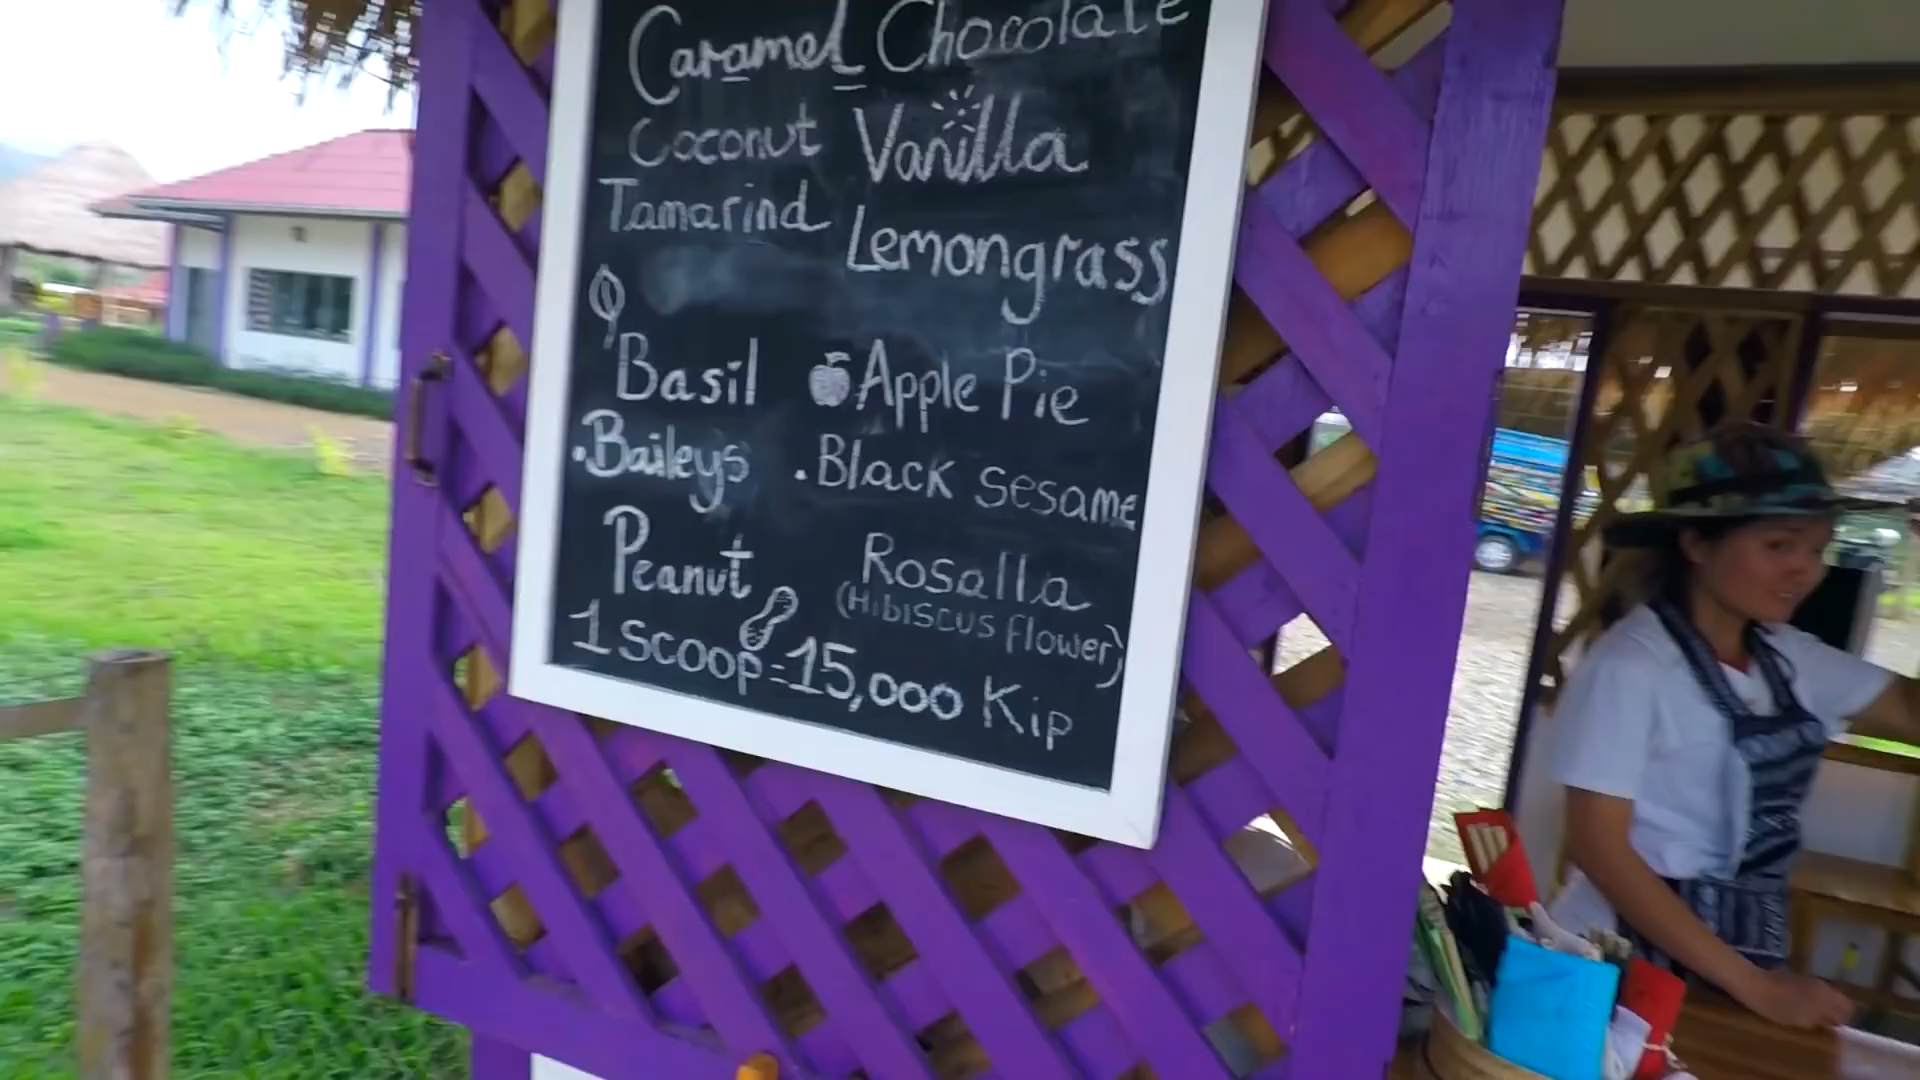 Caramel Chocolate
Coconut Vanilla
Tamarind Lemongrass
Basil Apple Pie
.Baileys .Black sesame
Peanut Rosalla
(Hibiscus flower)
1 scoop = 15,000 Kip